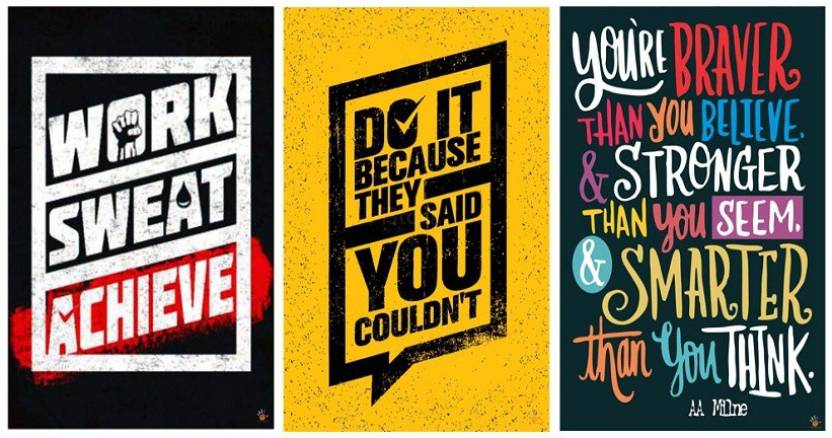 WORK
SWEAT
ACHIEVE
DO IT
BECAUSE
THEY
SAID
YOU
COULDN'T
YOU'RE BRAVER
THAN YOU BELIEVE,
& STRONGER
THAN YOU SEEM,
& SMARTER
than you THINK.
AA Milne